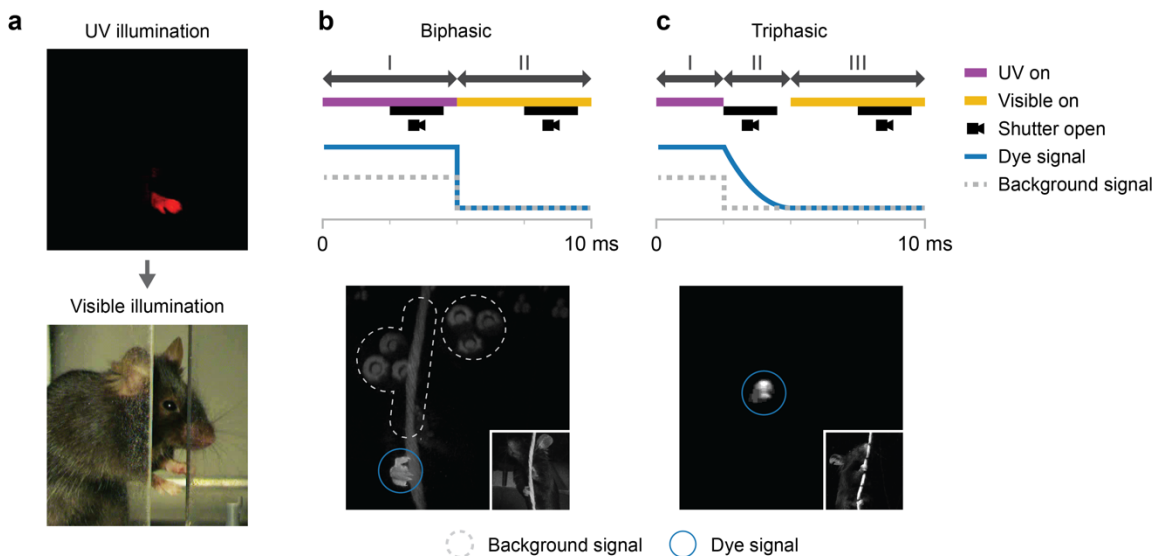 a
UV illumination
Visible illumination
b
Biphasic
I II
0 10 ms
c
Triphasic
I II III
0 10 ms
UV on
Visible on
Shutter open
Dye signal
Background signal
Background signal Dye signal